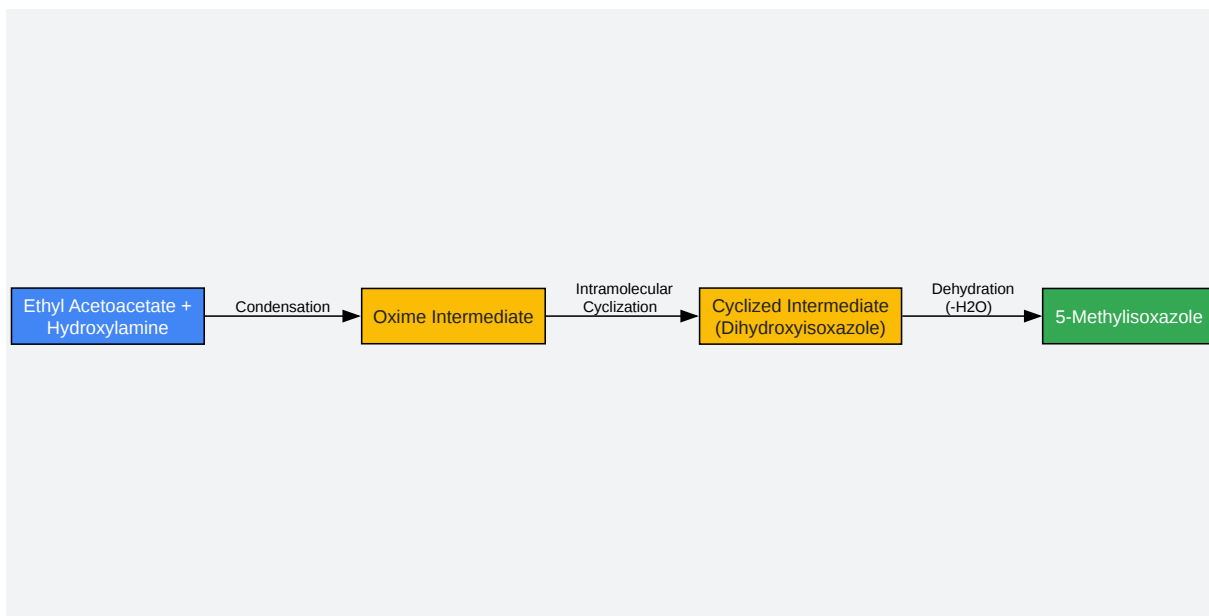 Ethyl Acetoacetate +
Hydroxylamine
Condensation
Oxime Intermediate
Intramolecular
Cyclization
Cyclized Intermediate
(Dihydroxyisoxazole)
Dehydration
(-H2O)
5-Methylisoxazole